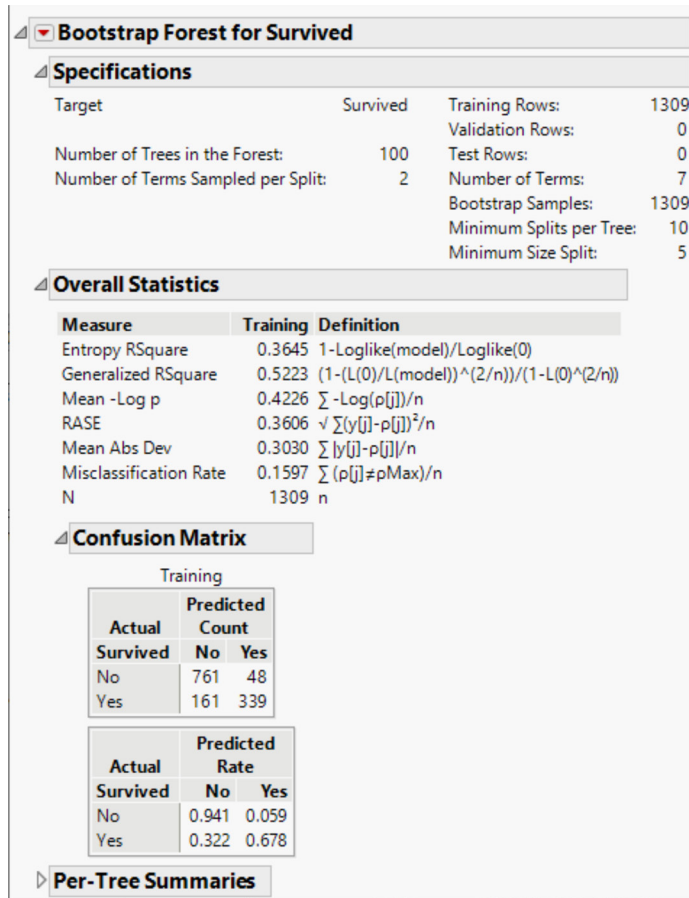 Bootstrap Forest for Survived
Specifications
Target Survived Training Rows: 1309
Validation Rows: 0
Number of Trees in the Forest: 100 Test Rows: 0
Number of Terms Sampled per Split: 2 Number of Terms: 7
Bootstrap Samples: 1309
Minimum Splits per Tree: 10
Minimum Size Split: 5
Overall Statistics
Measure Training Definition
Entropy RSquare 0.3645 1-Loglike(model)/Loglike(0)
Generalized RSquare 0.5223 (1-(L(0)/L(model))^(2/n))/(1-L(0)^(2/n))
Mean -Log p 0.4226 ∑ -Log(ρ[j])/n
RASE 0.3606 √ ∑(y[j]-ρ[j])²/n
Mean Abs Dev 0.3030 ∑ |y[j]-ρ[j]|/n
Misclassification Rate 0.1597 ∑ (ρ[j]≠ρMax)/n
N 1309 n
Confusion Matrix
Training
Predicted
Actual Count
Survived No Yes
No 761 48
Yes 161 339
Predicted
Actual Rate
Survived No Yes
No 0.941 0.059
Yes 0.322 0.678
Per-Tree Summaries